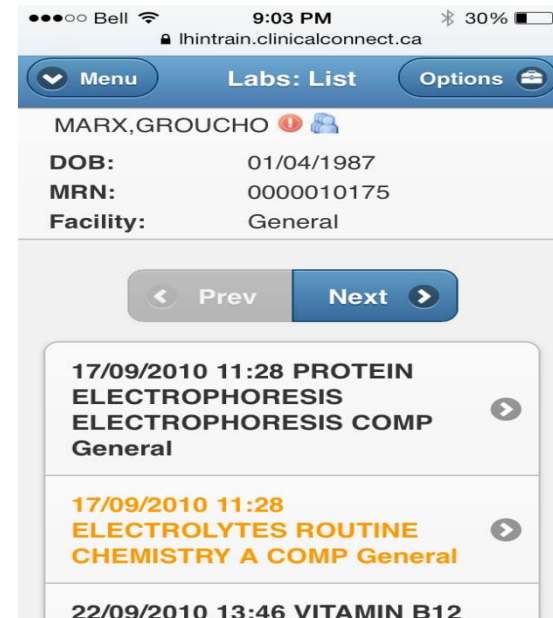 Bell 9:03 PM 30%
lhintrain.clinicalconnect.ca
Menu Labs: List Options
MARX,GROUCHO
DOB: 01/04/1987
MRN: 0000010175
Facility: General
Prev Next
17/09/2010 11:28 PROTEIN
ELECTROPHORESIS
ELECTROPHORESIS COMP
General
17/09/2010 11:28
ELECTROLYTES ROUTINE
CHEMISTRY A COMP General
22/09/2010 13:46 VITAMIN B12